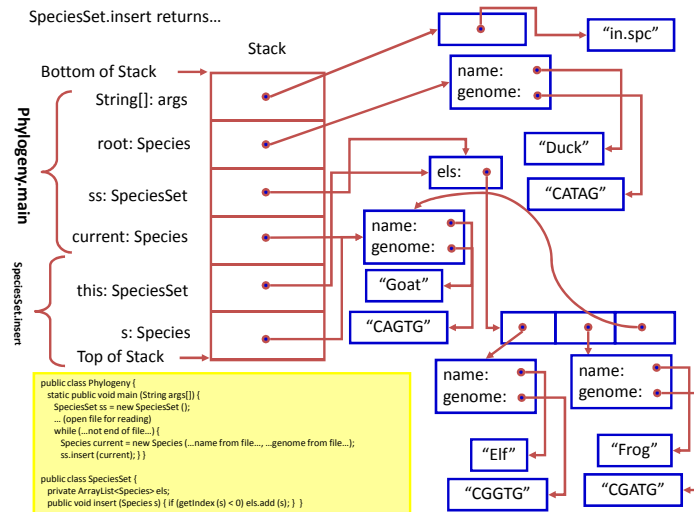 SpeciesSet.insert returns…
Stack
Bottom of Stack
String[]: args
root: Species
ss: SpeciesSet
current: Species
this: SpeciesSet
s: Species
Top of Stack
Phylogeny.main
SpeciesSet.insert
“in.spc”
name:
genome:
“Duck”
“CATAG”
els:
name:
genome:
“Goat”
“CAGTG”
name:
genome:
“Elf”
“CGGTG”
name:
genome:
“Frog”
“CGATG”
public class Phylogeny {
static public void main (String args[]) {
SpeciesSet ss = new SpeciesSet ();
… (open file for reading)
while (…not end of file…) {
Species current = new Species (…name from file…, …genome from file…);
ss.insert (current); } }
public class SpeciesSet {
private ArrayList<Species> els;
public void insert (Species s) { if (getIndex (s) < 0) els.add (s); } }